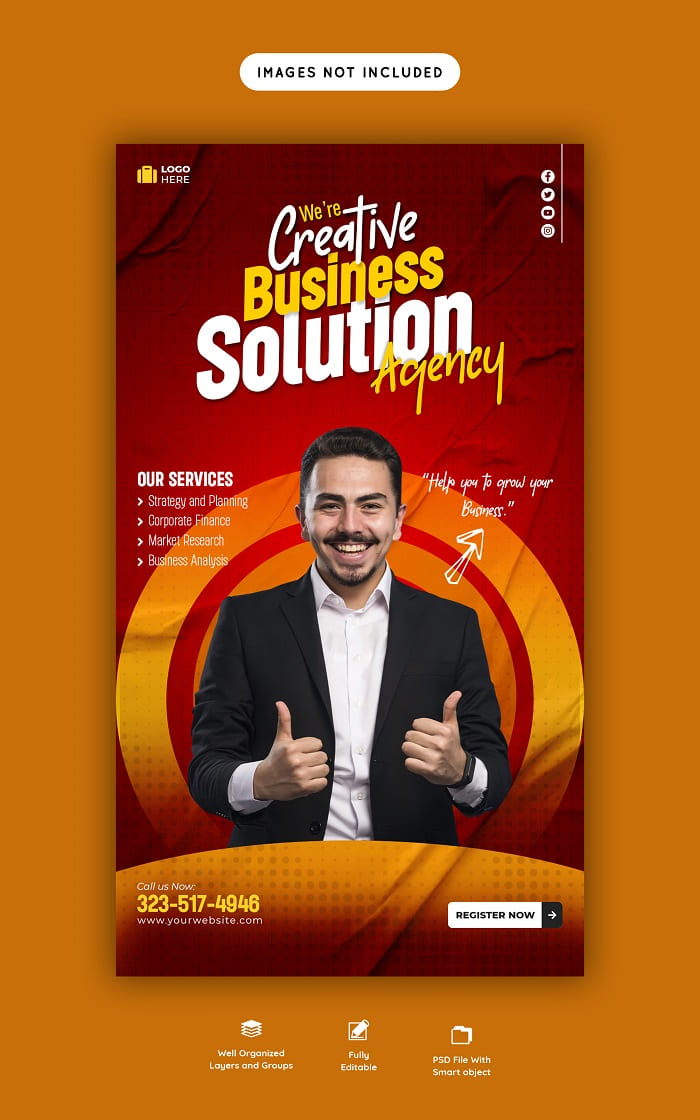 IMAGES NOT INCLUDED
LOGO
HERE
We're
Creative
Business
Solution
Agency
OUR SERVICES
Strategy and Planning
Corporate Finance
Market Research
Business Analysis
"Help you to grow your
Business."
Call us Now:
323-517-4946
www.yourwebsite.com
REGISTER NOW
Well Organized
Layers and Groups
Fully
Editable
PSD File With
Smart object